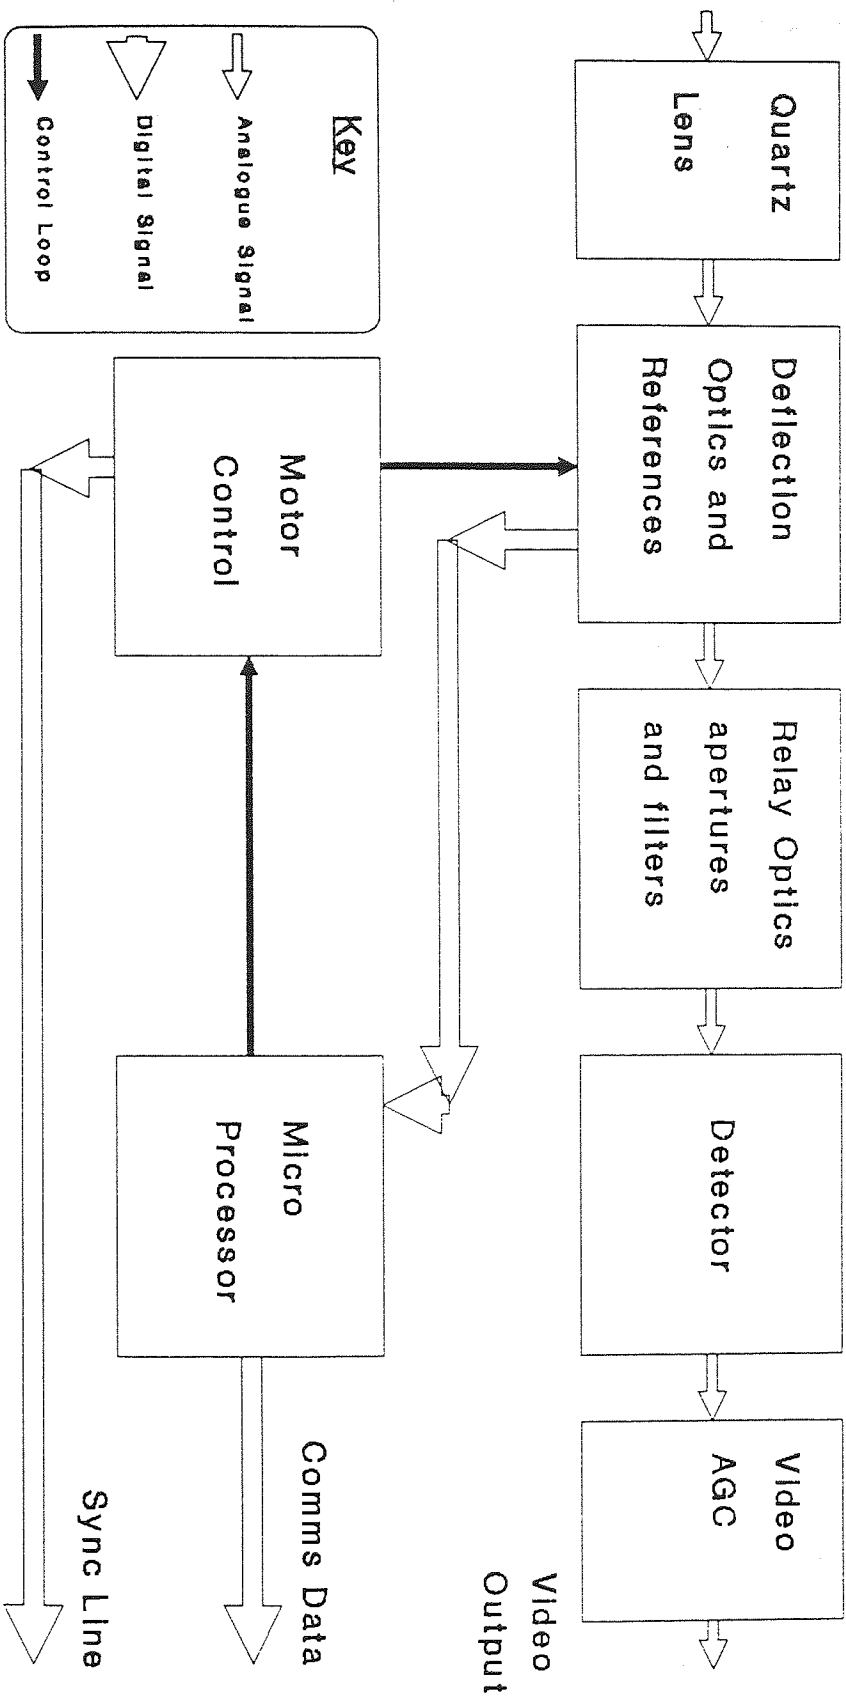 Quartz
Lens
Deflection
Optics and
References
Relay Optics
apertures
and filters
Detector
Video
AGC
Video
Output
Key
Analogue Signal
Digital Signal
Control Loop
Motor
Control
Micro
Processor
Comms Data
Sync Line